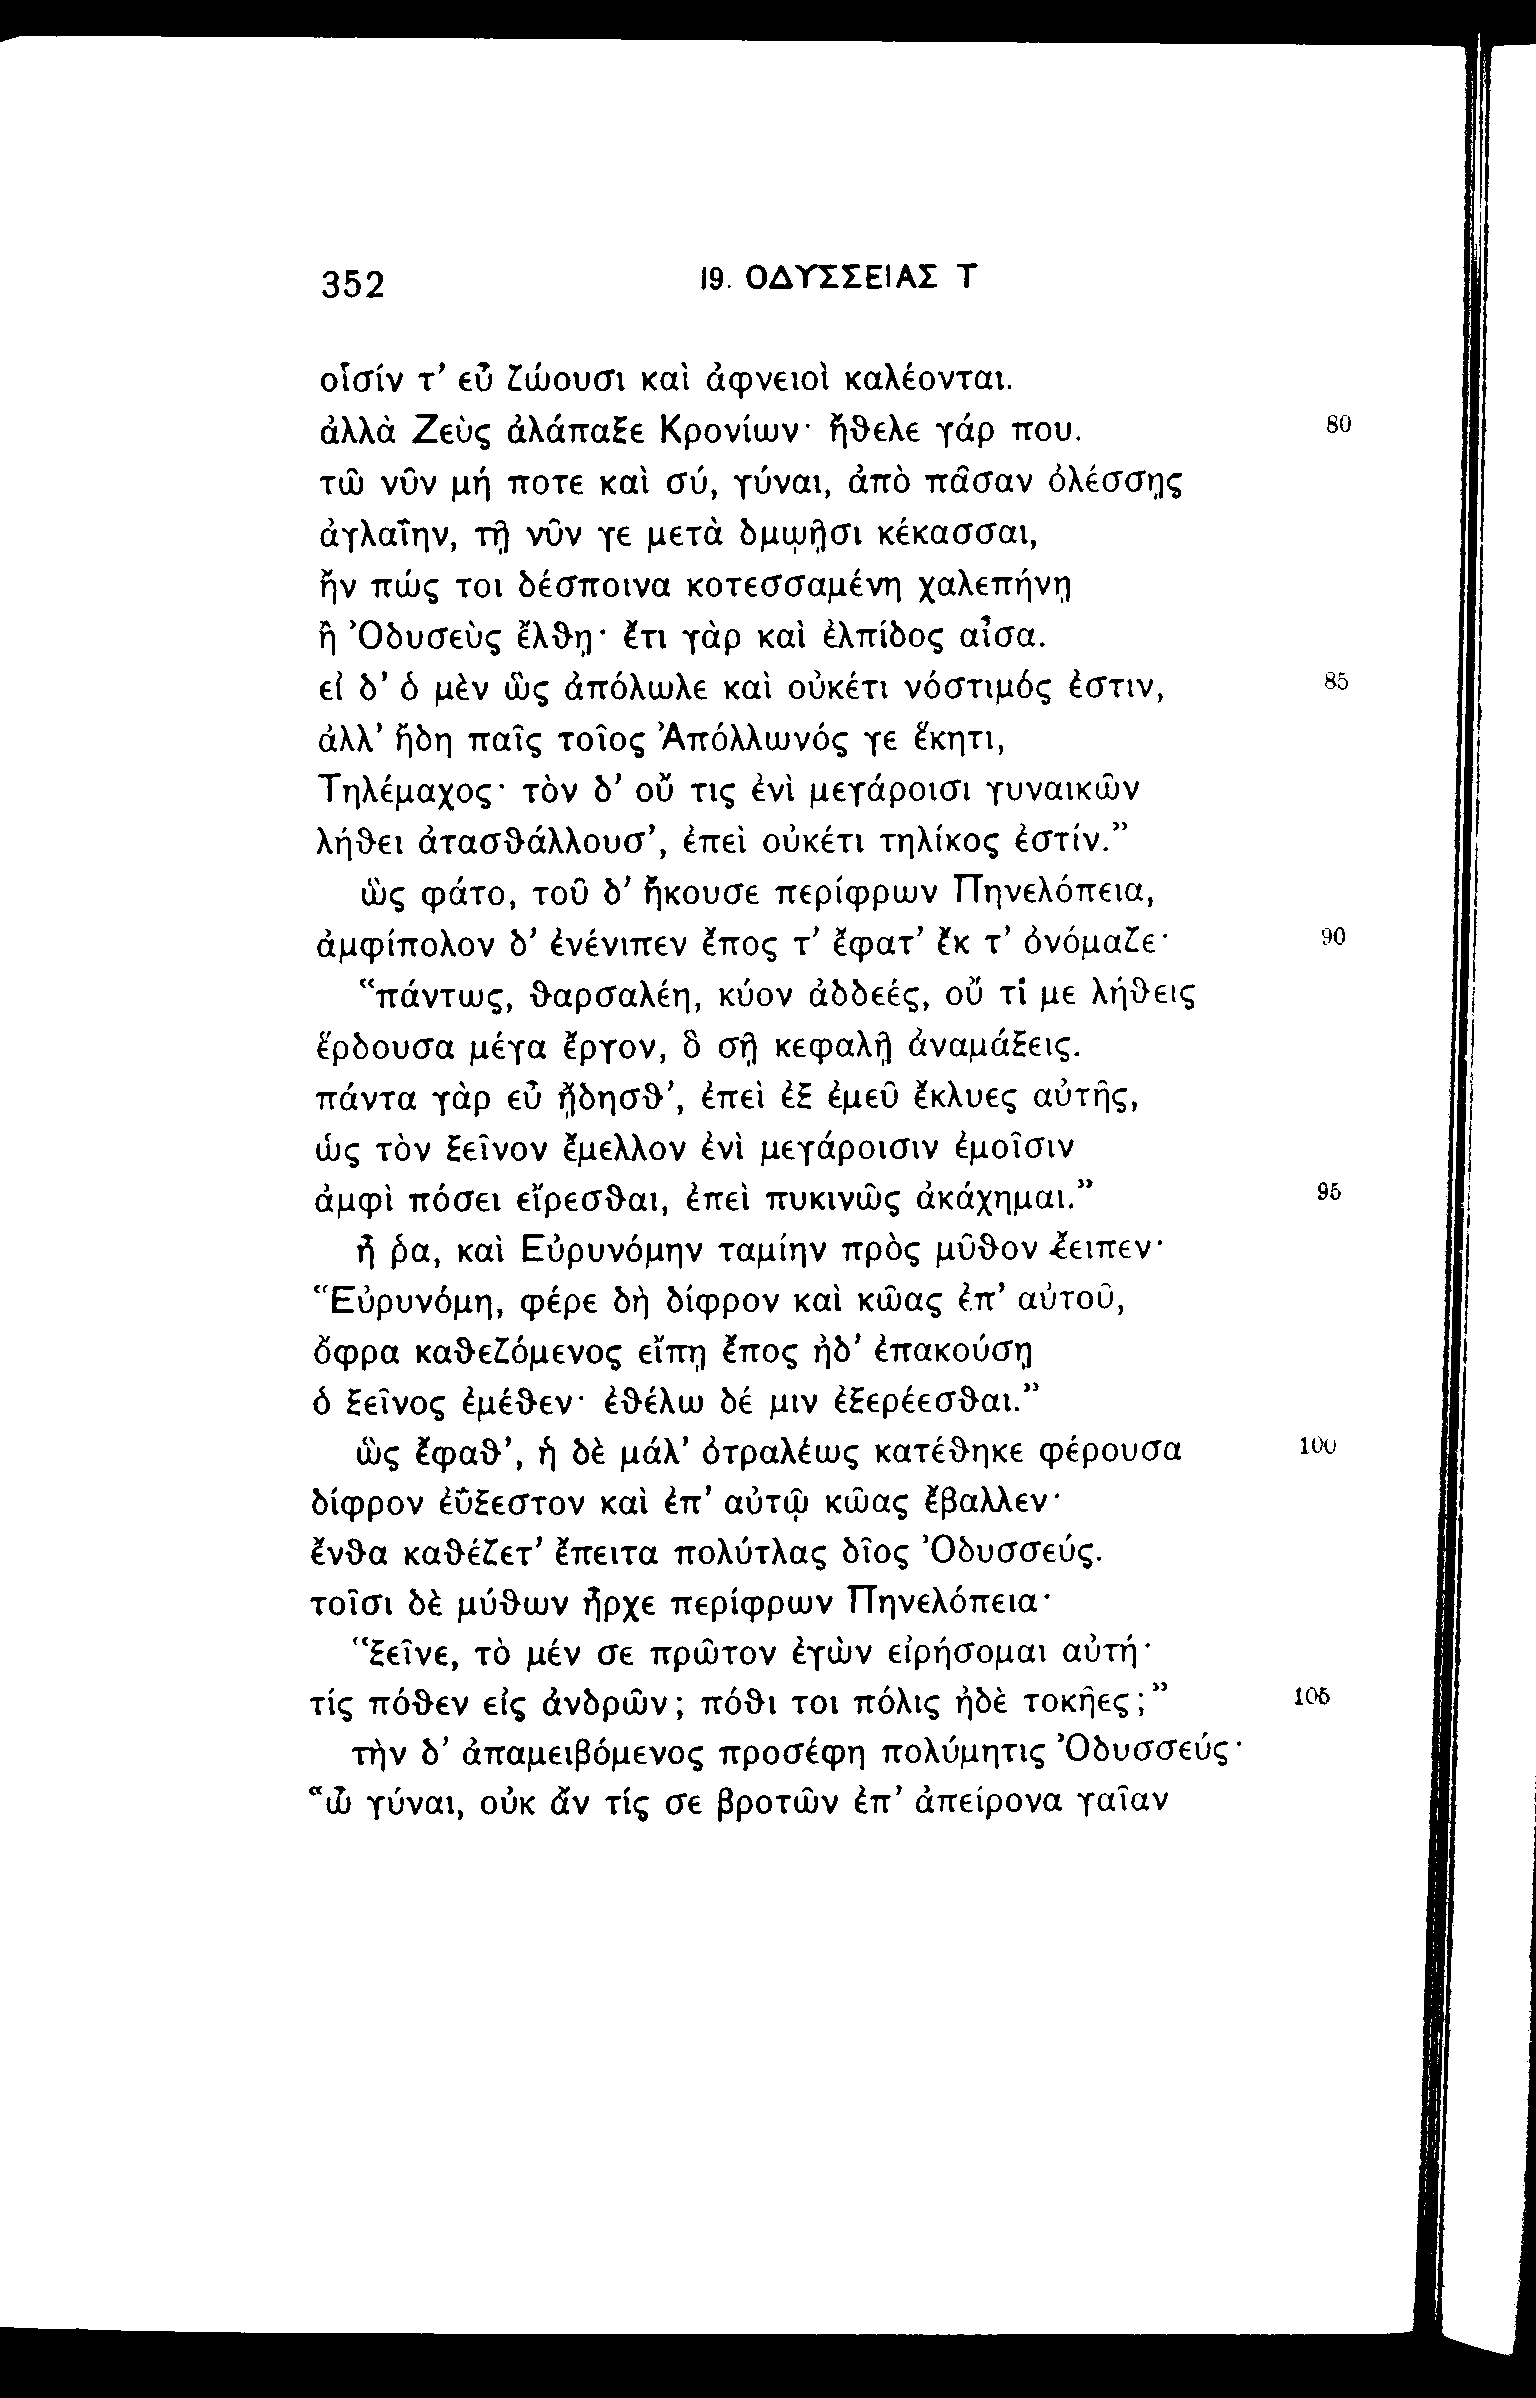 352 19. ΟΔΥΣΣΕΙΑΣ Τ
οἷσίν τ’ εὖ ζώουσι καὶ ἀφνειοὶ καλέονται.
ἀλλὰ Ζεὺς ἀλάπαξε Κρονίων· ἤθελε γάρ που. 80
τῶ νῦν μή ποτε καὶ σύ, γύναι, ἀπὸ πᾶσαν ὀλέσσῃς
ἀγλαΐην, τῇ νῦν γε μετὰ δμῳῇσι κέκασσαι,
ἤν πώς τοι δέσποινα κοτεσσαμένη χαλεπήνῃ
ἢ Ὀδυσεὺς ἔλθῃ· ἔτι γὰρ καὶ ἐλπίδος αἶσα.
εἰ δ’ ὁ μὲν ὣς ἀπόλωλε καὶ οὐκέτι νόστιμός ἐστιν, 85
ἀλλ’ ἤδη παῖς τοῖος Ἀπόλλωνός γε ἕκητι,
Τηλέμαχος· τὸν δ’ οὔ τις ἐνὶ μεγάροισι γυναικῶν
λήθει ἀτασθάλλουσ’, ἐπεὶ οὐκέτι τηλίκος ἐστίν.”
ὣς φάτο, τοῦ δ’ ἤκουσε περίφρων Πηνελόπεια,
ἀμφίπολον δ’ ἐνένιπεν ἔπος τ’ ἔφατ’ ἔκ τ’ ὀνόμαζε· 90
“πάντως, θαρσαλέη, κύον ἀδδεές, οὔ τί με λήθεις
ἕρδουσα μέγα ἔργον, ὃ σῇ κεφαλῇ ἀναμάξεις.
πάντα γὰρ εὖ ᾔδησθ’, ἐπεὶ ἐξ ἐμεῦ ἔκλυες αὐτῆς,
ὡς τὸν ξεῖνον ἔμελλον ἐνὶ μεγάροισιν ἐμοῖσιν
ἀμφὶ πόσει εἴρεσθαι, ἐπεὶ πυκινῶς ἀκάχημαι.” 95
ἦ ῥα, καὶ Εὐρυνόμην ταμίην πρὸς μῦθον ἔειπεν·
“Εὐρυνόμη, φέρε δὴ δίφρον καὶ κῶας ἐπ’ αὐτοῦ,
ὄφρα καθεζόμενος εἴπῃ ἔπος ἠδ’ ἐπακούσῃ
ὁ ξεῖνος ἐμέθεν· ἐθέλω δέ μιν ἐξερέεσθαι.”
ὣς ἔφαθ’, ἡ δὲ μάλ’ ὀτραλέως κατέθηκε φέρουσα 100
δίφρον ἐΰξεστον καὶ ἐπ’ αὐτῷ κῶας ἔβαλλεν·
ἔνθα καθέζετ’ ἔπειτα πολύτλας δῖος Ὀδυσσεύς.
τοῖσι δὲ μύθων ἦρχε περίφρων Πηνελόπεια·
“ξεῖνε, τὸ μέν σε πρῶτον ἐγὼν εἰρήσομαι αὐτή·
τίς πόθεν εἰς ἀνδρῶν; πόθι τοι πόλις ἠδὲ τοκῆες;” 105
τὴν δ’ ἀπαμειβόμενος προσέφη πολύμητις Ὀδυσσεύς·
“ὦ γύναι, οὐκ ἄν τίς σε βροτῶν ἐπ’ ἀπείρονα γαῖαν